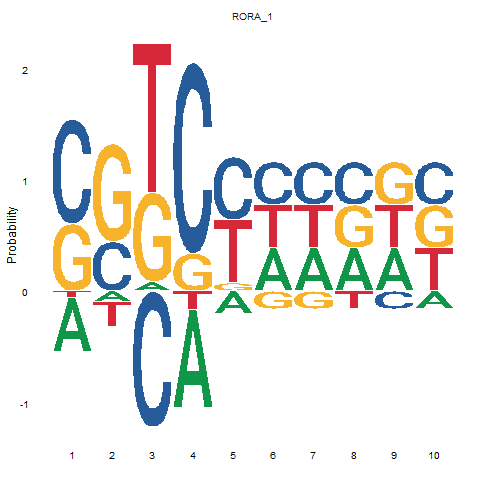 RORA_1
Probability
2
1
0
-1
C G T C C C C C G C
G G G G T T T G T G
T C A T G A A A A T
A A C A A G G T C A
T
1 2 3 4 5 6 7 8 9 10